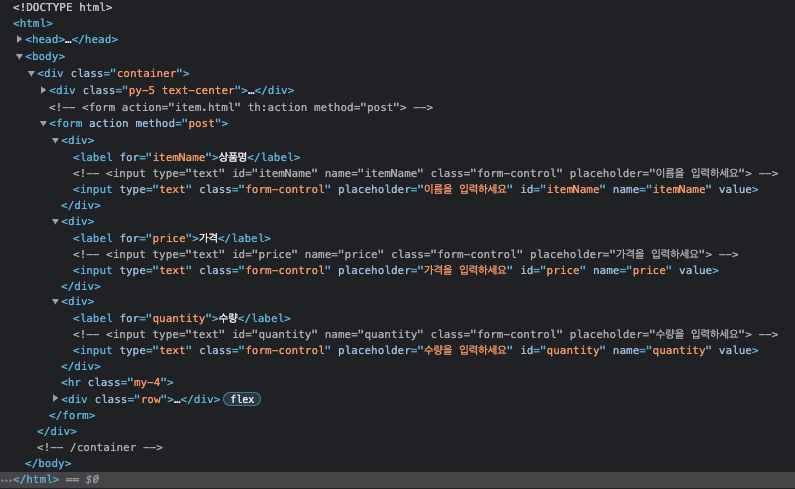 <!DOCTYPE html>
<html>
<head>…</head>
<body>
<div class="container">
<div class="py-5 text-center">…</div>
<!-- <form action="item.html" th:action method="post"> -->
<form action method="post">
<div>
<label for="itemName">상품명</label>
<!-- <input type="text" id="itemName" name="itemName" class="form-control" placeholder="이름을 입력하세요"> -->
<input type="text" class="form-control" placeholder="이름을 입력하세요" id="itemName" name="itemName" value>
</div>
<div>
<label for="price">가격</label>
<!-- <input type="text" id="price" name="price" class="form-control" placeholder="가격을 입력하세요"> -->
<input type="text" class="form-control" placeholder="가격을 입력하세요" id="price" name="price" value>
</div>
<div>
<label for="quantity">수량</label>
<!-- <input type="text" id="quantity" name="quantity" class="form-control" placeholder="수량을 입력하세요"> -->
<input type="text" class="form-control" placeholder="수량을 입력하세요" id="quantity" name="quantity" value>
</div>
<hr class="my-4">
<div class="row">…</div> flex
</form>
</div>
<!-- /container -->
</body>
…</html> == $0